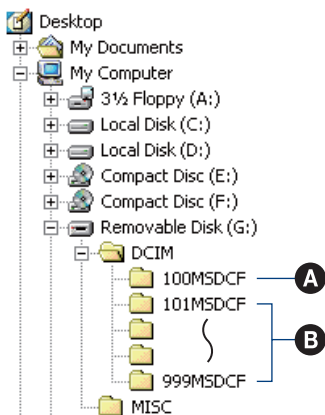 Desktop
My Documents
My Computer
3½ Floppy (A:)
Local Disk (C:)
Local Disk (D:)
Compact Disc (E:)
Compact Disc (F:)
Removable Disk (G:)
DCIM
100MSDCF
A
101MSDCF
B
999MSDCF
MISC